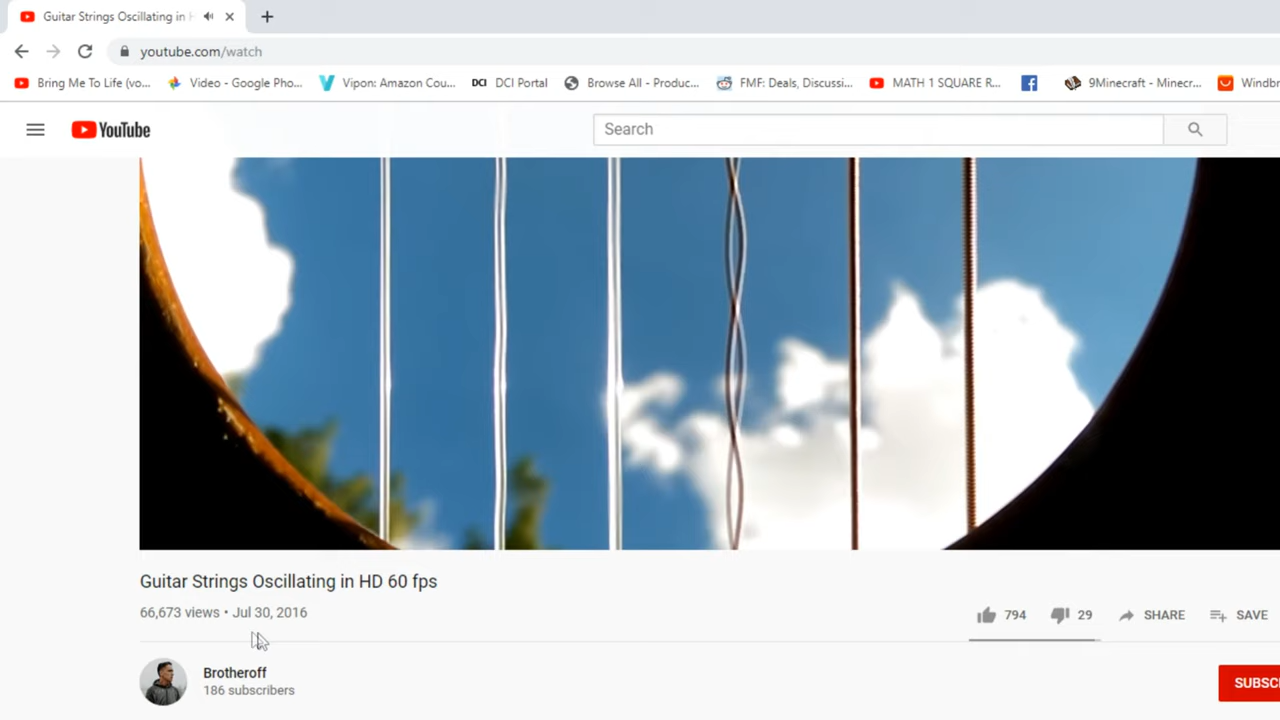 Guitar Strings Oscillating in H
youtube.com/watch
Bring Me To Life (vo... Video - Google Pho... Vipon: Amazon Cou... DCI DCI Portal Browse All - Produc... FMF: Deals, Discussi... MATH 1 SQUARE R... 9Minecraft - Minecr... Windbr
YouTube Search
Guitar Strings Oscillating in HD 60 fps
66,673 views • Jul 30, 2016 794 29 SHARE SAVE
Brotheroff
186 subscribers
SUBSC